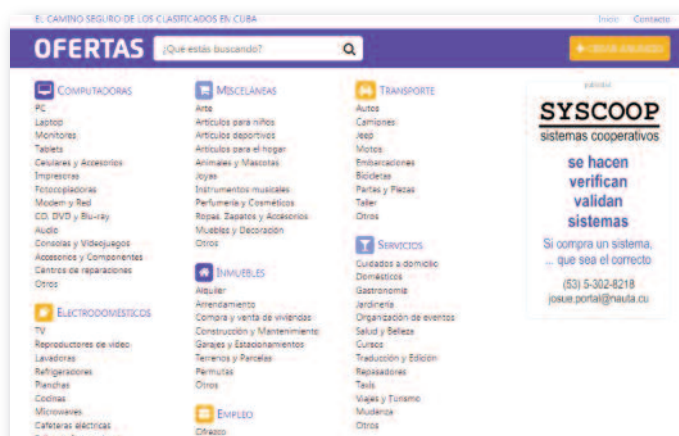 EL CAMINO SEGURO DE LOS CLASIFICADOS EN CUBA
Inicio Contacto
OFERTAS
¿Qué estás buscando?
COMPUTADORAS
PC
Laptop
Monitores
Tablets
Celulares y Accesorios
Impresoras
Fotocopiadoras
Modem y Red
CD, DVD y Blu-ray
Audio
Consolas y Videojuegos
Accesorios y Componentes
Centros de reparaciones
Otros
ELECTRODOMÉSTICOS
TV
Reproductores de video
Lavadoras
Refrigeradores
Planchas
Cocinas
Microwaves
Cafeteras eléctricas
MISCELÁNEAS
Arte
Artículos para niños
Artículos deportivos
Artículos para el hogar
Animales y Mascotas
Joyas
Instrumentos musicales
Perfumería y Cosméticos
Ropas, Zapatos y Accesorios
Muebles y Decoración
Otros
INMUEBLES
Alquiler
Arrendamiento
Compra y venta de viviendas
Construcción y Mantenimiento
Garajes y Estacionamientos
Terrenos y Parcelas
Permutas
Otros
EMPLEO
Ofrezco
TRANSPORTE
Autos
Camiones
Jeep
Motos
Embarcaciones
Bicicletas
Partes y Piezas
Taller
Otros
SERVICIOS
Cuidados a domicilio
Domésticos
Gastronomía
Jardinería
Organización de eventos
Salud y Belleza
Cursos
Traducción y Edición
Repasadores
Taxis
Viajes y Turismo
Mudanza
Otros
SYSCOOP
sistemas cooperativos
se hacen
verifican
validan
sistemas
Si compra un sistema,
... que sea el correcto
(53) 5-302-8218
josue.portal@nauta.cu